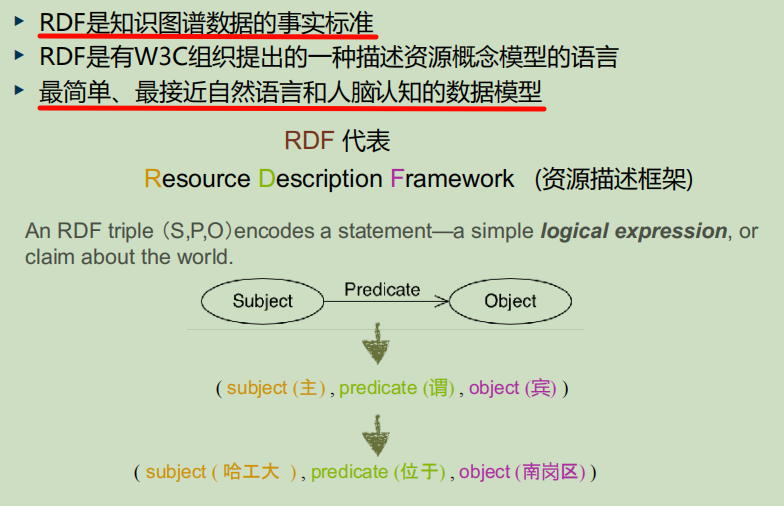 RDF是知识图谱数据的事实标准
RDF是有W3C组织提出的一种描述资源概念模型的语言
最简单、最接近自然语言和人脑认知的数据模型
RDF 代表
Resource Description Framework (资源描述框架)
An RDF triple （S,P,O）encodes a statement—a simple logical expression, or
claim about the world.
Subject Predicate Object
( subject (主) , predicate (谓) , object (宾) )
( subject ( 哈工大 ) , predicate (位于) , object (南岗区) )